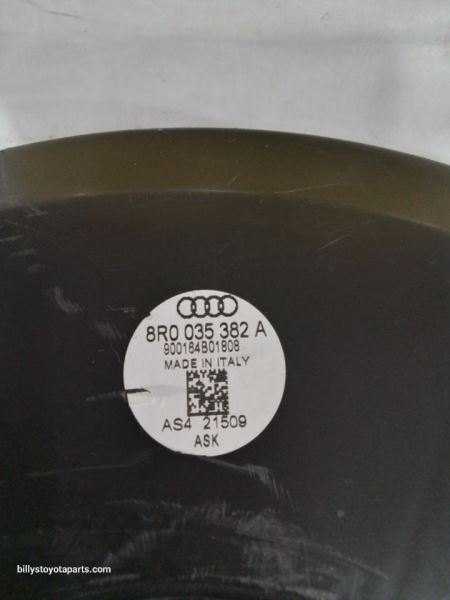 8R0 035 382 A
900164B01808
MADE IN ITALY
AS4 21509
ASK
billystoyotaparts.com